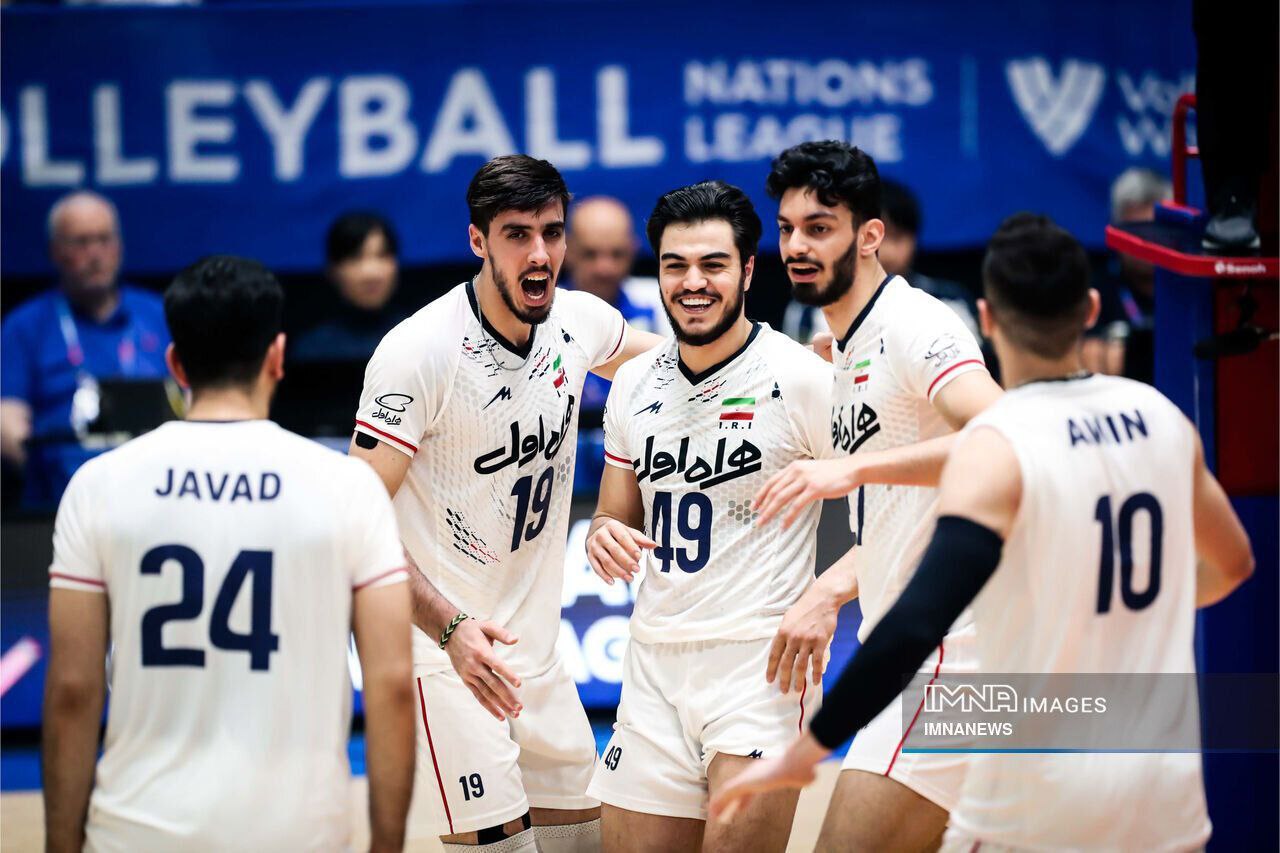 OLLEYBALL
NATIONS
LEAGUE
JAVAD
24
همراه اول
19
19
I.R.I
همراه اول
49
49
همراه اول
AMIN
10
Senoh
IMNA IMAGES
IMNANEWS